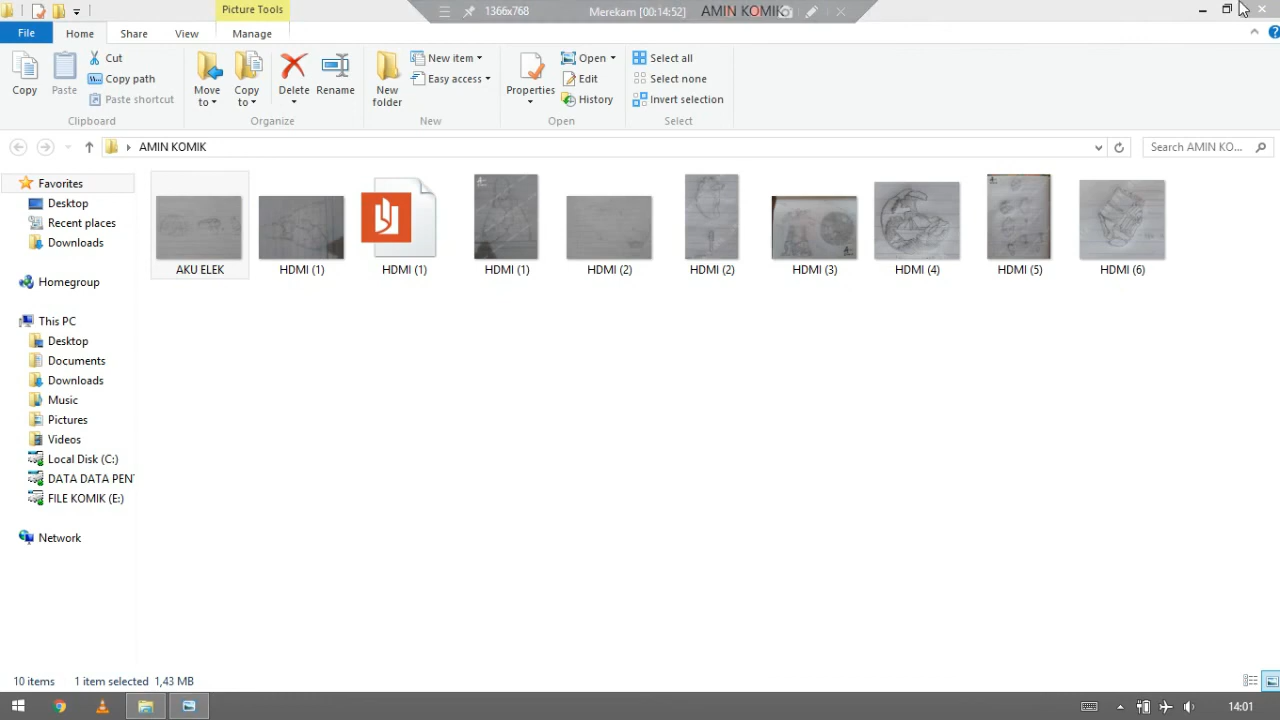 Picture Tools
1366x768
Merekam [00:14:52]
AMIN KOMIK
File
Home
Share
View
Manage
Copy
Paste
Cut
Copy path
Paste shortcut
Clipboard
Move to
Copy to
Delete
Rename
Organize
New folder
New item
Easy access
New
Properties
Open
Edit
History
Open
Select all
Select none
Invert selection
Select
AMIN KOMIK
Search AMIN KO...
Favorites
Desktop
Recent places
Downloads
Homegroup
This PC
Desktop
Documents
Downloads
Music
Pictures
Videos
Local Disk (C:)
DATA DATA PEN
FILE KOMIK (E:)
Network
AKU ELEK
HDMI (1)
HDMI (1)
HDMI (1)
HDMI (2)
HDMI (2)
HDMI (3)
HDMI (4)
HDMI (5)
HDMI (6)
10 items
1 item selected 1,43 MB
14:01